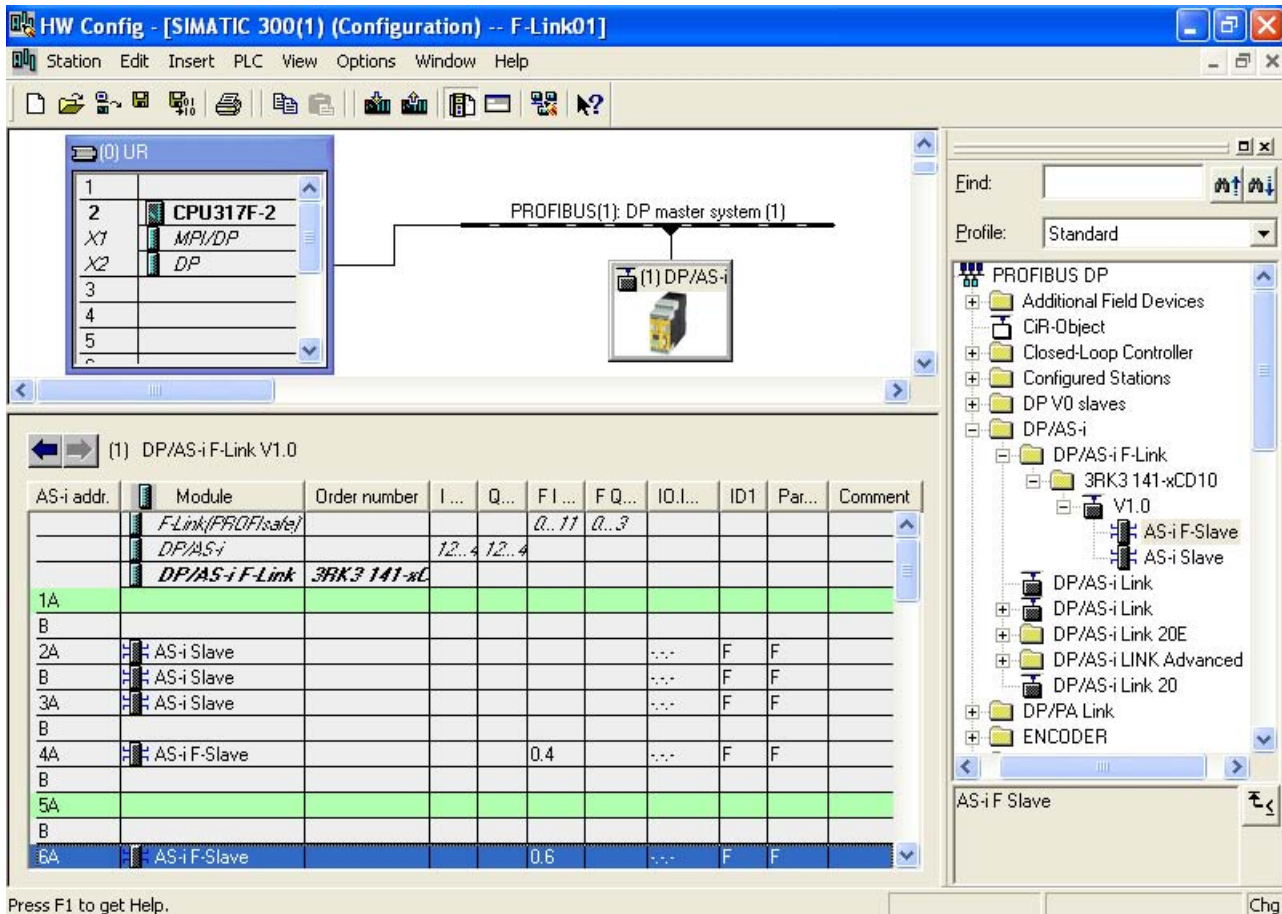 HW Config - [SIMATIC 300(1) (Configuration) -- F-Link01]
Station Edit Insert PLC View Options Window Help
(0) UR
1
2 CPU317F-2
X1 MPI/DP
X2 DP
3
4
5
PROFIBUS(1): DP master system (1)
(1) DP/AS-i
Find:
Profile: Standard
PROFIBUS DP
Additional Field Devices
CiR-Object
Closed-Loop Controller
Configured Stations
DP V0 slaves
DP/AS-i
DP/AS-i F-Link
3RK3 141-xCD10
V1.0
AS-i F-Slave
AS-i Slave
DP/AS-i Link
DP/AS-i Link
DP/AS-i Link 20E
DP/AS-i LINK Advanced
DP/AS-i Link 20
DP/PA Link
ENCODER
AS-i F Slave
(1) DP/AS-i F-Link V1.0
AS-i addr. Module Order number I ... Q... F I ... F Q... IO.I... ID1 Par... Comment
F-Link(PROFIsafe) 0...11 0...3
DP/AS-i 12...4 12...4
DP/AS-i F-Link 3RK3 141-xC
1A
B
2A AS-i Slave -.-.- F F
B AS-i Slave -.-.- F F
3A AS-i Slave -.-.- F F
B
4A AS-i F-Slave 0.4 -.-.- F F
B
5A
B
6A AS-i F-Slave 0.6 -.-.- F F
Press F1 to get Help.
Chg